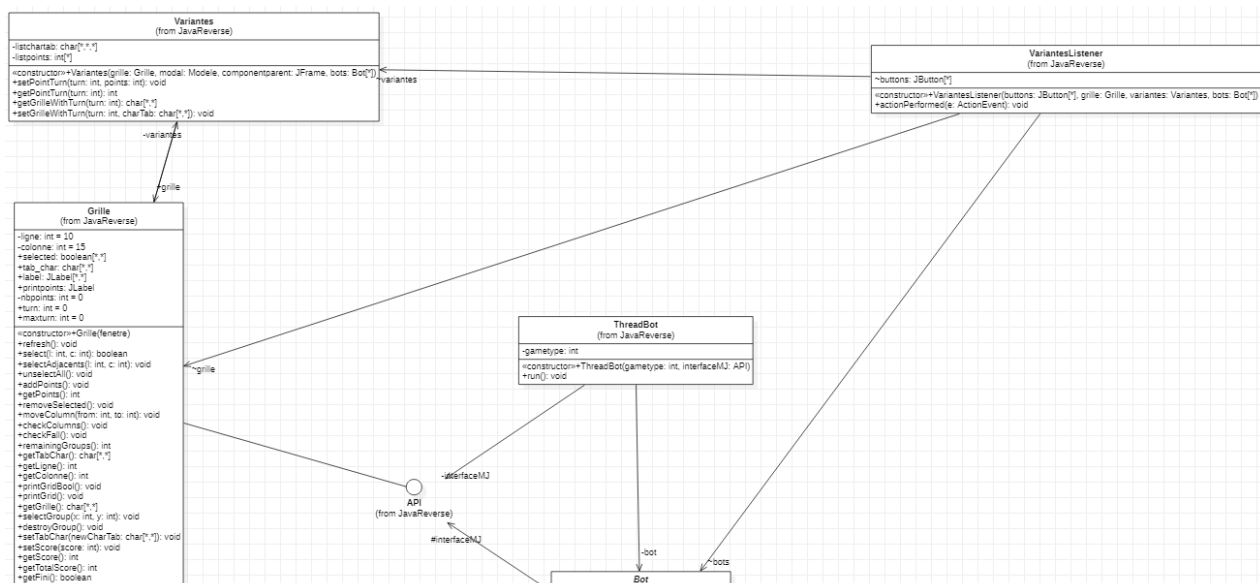 Variantes
(from JavaReverse)
-listchartab: char[*,*,*]
-listpoints: int[*]
«constructor»+Variantes(grille: Grille, modal: Modele, componentparent: JFrame, bots: Bot[*])
+setPointTurn(turn: int, points: int): void
+getPointTurn(turn: int): int
+getGrilleWithTurn(turn: int): char[*,*]
+setGrilleWithTurn(turn: int, charTab: char[*,*]): void
VariantesListener
(from JavaReverse)
~buttons: JButton[*]
«constructor»+VariantesListener(buttons: JButton[*], grille: Grille, variantes: Variantes, bots: Bot[*])
+actionPerformed(e: ActionEvent): void
~variantes
-variantes
+grille
Grille
(from JavaReverse)
-ligne: int = 10
-colonne: int = 15
+selected: boolean[*,*]
+tab_char: char[*,*]
+label: JLabel[*,*]
+printpoints: JLabel
-nbpoints: int = 0
+turn: int = 0
+maxturn: int = 0
«constructor»+Grille(fenetre)
+refresh(): void
+select(l: int, c: int): boolean
+selectAdjacents(l: int, c: int): void
+unselectAll(): void
+addPoints(): void
+getPoints(): int
+removeSelected(): void
+moveColumn(from: int, to: int): void
+checkColumns(): void
+checkFall(): void
+remainingGroups(): int
+getTabChar(): char[*,*]
+getLigne(): int
+getColonne(): int
+printGridBool(): void
+printGrid(): void
+getGrille(): char[*,*]
+selectGroup(x: int, y: int): void
+destroyGroup(): void
+setTabChar(newCharTab: char[*,*]): void
+setScore(score: int): void
+getScore(): int
+getTotalScore(): int
+getFini(): boolean
~grille
ThreadBot
(from JavaReverse)
-gametype: int
«constructor»+ThreadBot(gametype: int, interfaceMJ: API)
+run(): void
-interfaceMJ
API
(from JavaReverse)
#interfaceMJ
-bot
~bots
Bot